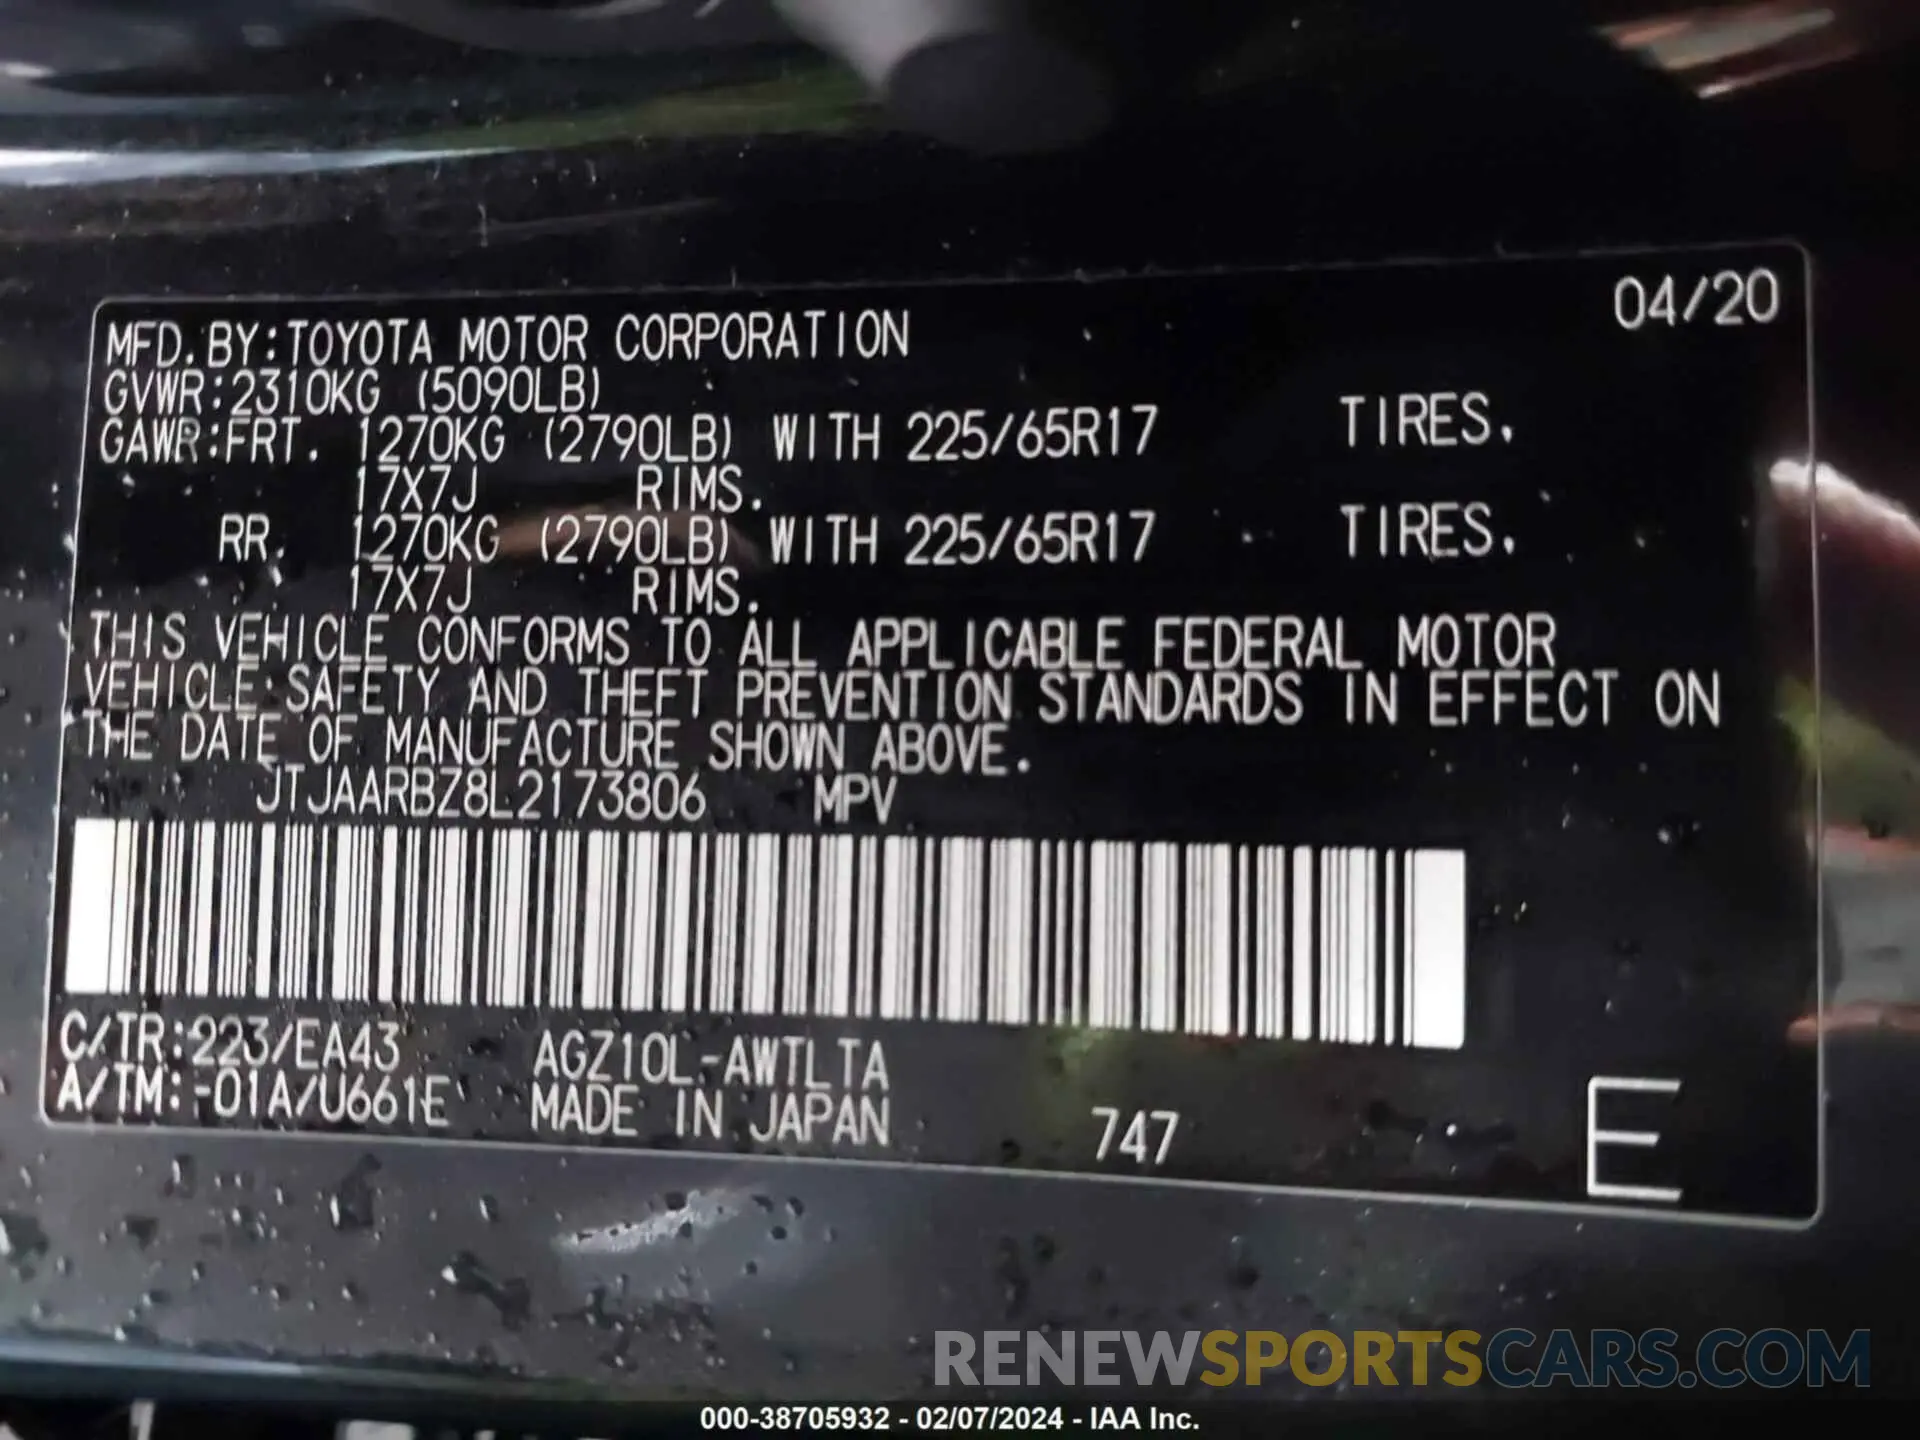 04/20
MFD. BY:TOYOTA MOTOR CORPORATION
GVWR:2310KG (5090LB)
GAWR:FRT. 1270KG (2790LB) WITH 225/65R17 TIRES.
17X7J RIMS.
RR. 1270KG (2790LB) WITH 225/65R17 TIRES.
17X7J RIMS.
THIS VEHICLE CONFORMS TO ALL APPLICABLE FEDERAL MOTOR
VEHICLE SAFETY AND THEFT PREVENTION STANDARDS IN EFFECT ON
THE DATE OF MANUFACTURE SHOWN ABOVE.
JTJAARBZ8L2173806 MPV
C/TR:223/EA43 AGZ10L-AWTLTA
A/TM:-01A/U661E MADE IN JAPAN 747
E
RENEWSPORTSCARS.COM
000-38705932 - 02/07/2024 - IAA Inc.